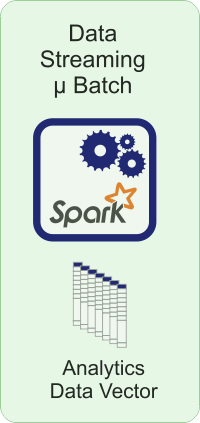 Data
Streaming
μ Batch
Spark
Analytics
Data Vector